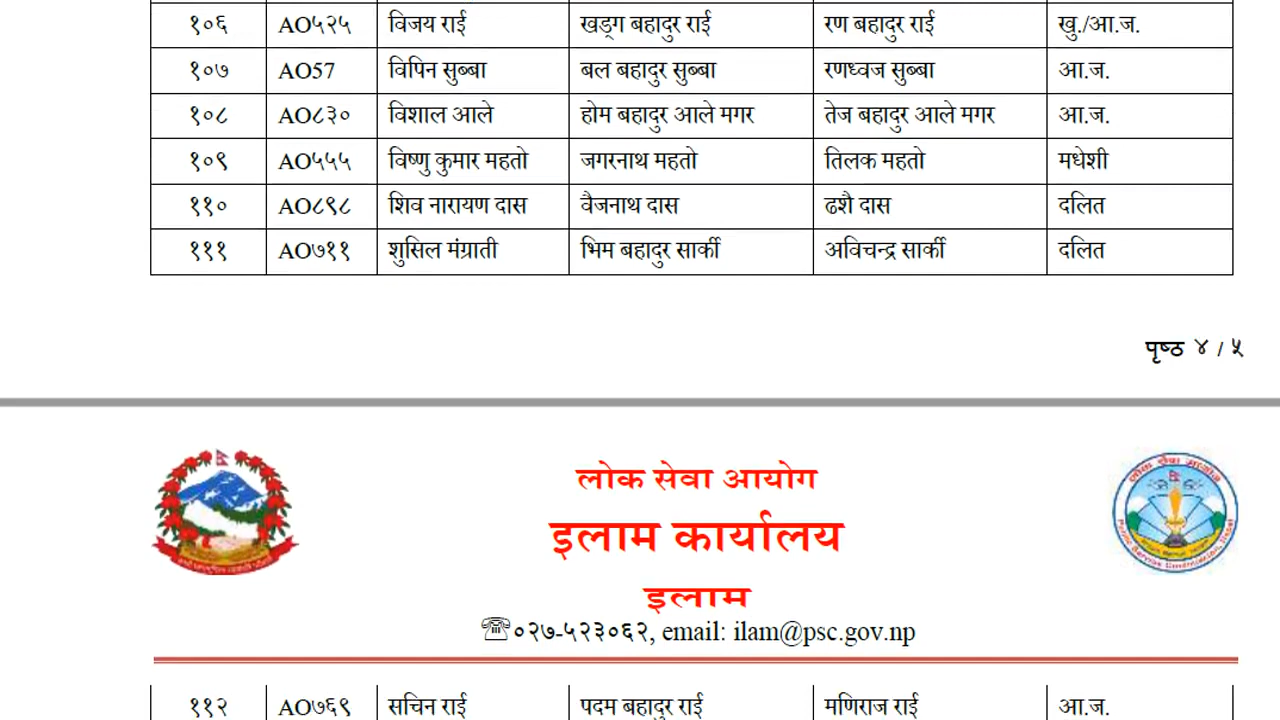 १०६ AO५२५ विजय राई खड्ग बहादुर राई रण बहादुर राई खु./आ.ज.
१०७ AO57 विपिन सुब्बा बल बहादुर सुब्बा रणध्वज सुब्बा आ.ज.
१०८ AO८३० विशाल आले होम बहादुर आले मगर तेज बहादुर आले मगर आ.ज.
१०९ AO५५५ विष्णु कुमार महतो जगरनाथ महतो तिलक महतो मधेशी
११० AO८९८ शिव नारायण दास वैजनाथ दास ढशै दास दलित
१११ AO७११ शुसिल मंग्राती भिम बहादुर सार्की अविचन्द्र सार्की दलित
पृष्ठ ४ / ५
लोक सेवा आयोग
इलाम कार्यालय
इलाम
☏०२७-५२३०६२, email: ilam@psc.gov.np
११२ AO७६९ सचिन राई पदम बहादुर राई मणिराज राई आ.ज.